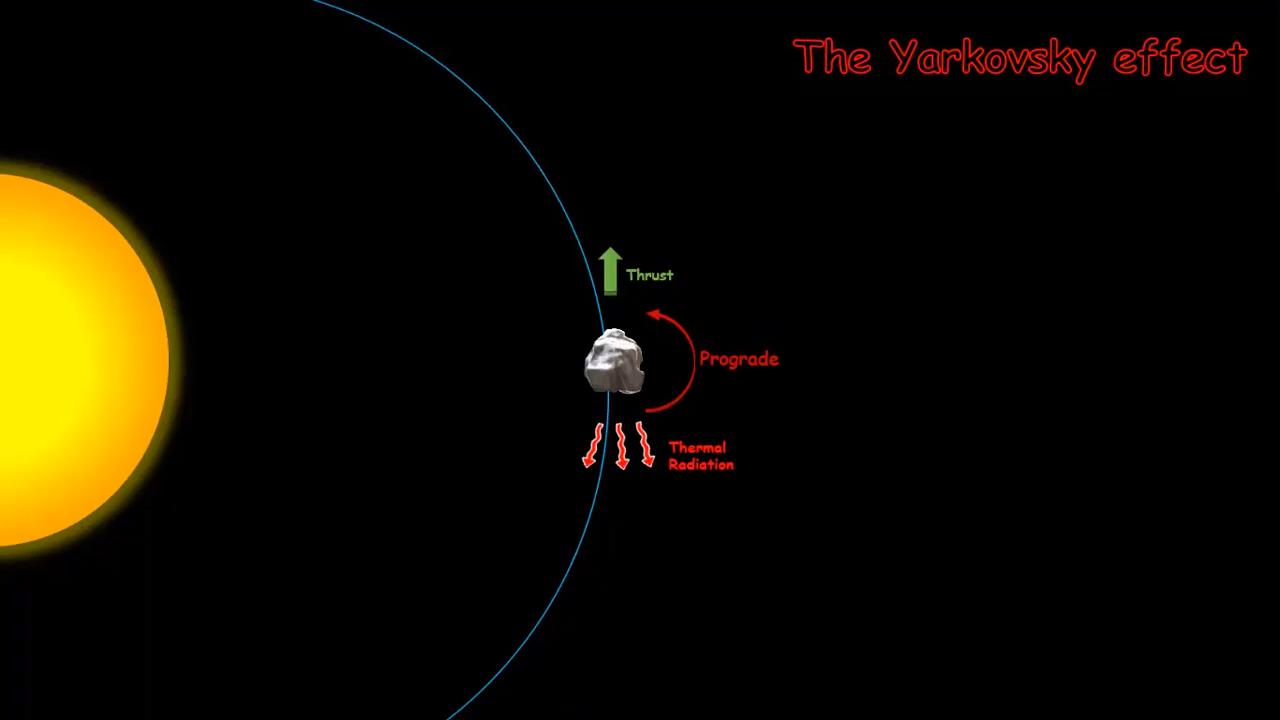 The Yarkovsky effect
Thrust
Prograde
Thermal
Radiation